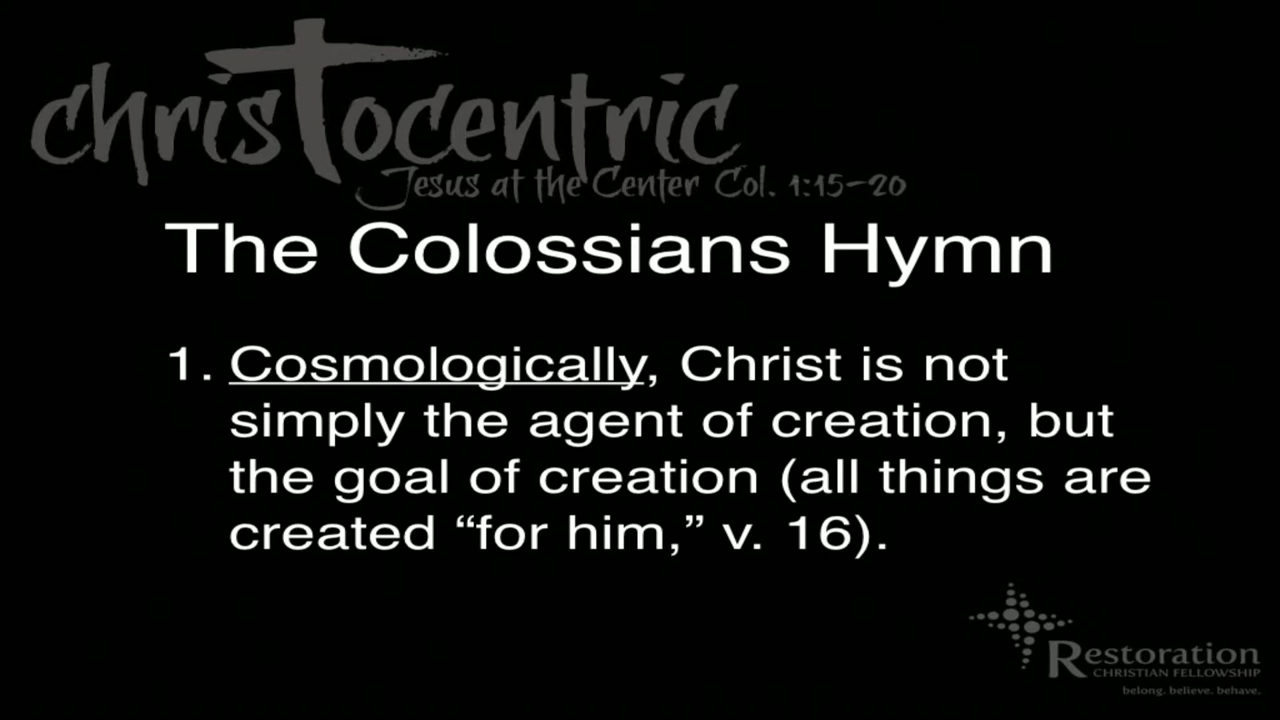 chrisTocentric
Jesus at the Center Col. 1:15-20
The Colossians Hymn
1. Cosmologically, Christ is not
simply the agent of creation, but
the goal of creation (all things are
created “for him,” v. 16).
Restoration
CHRISTIAN FELLOWSHIP
belong. believe. behave.